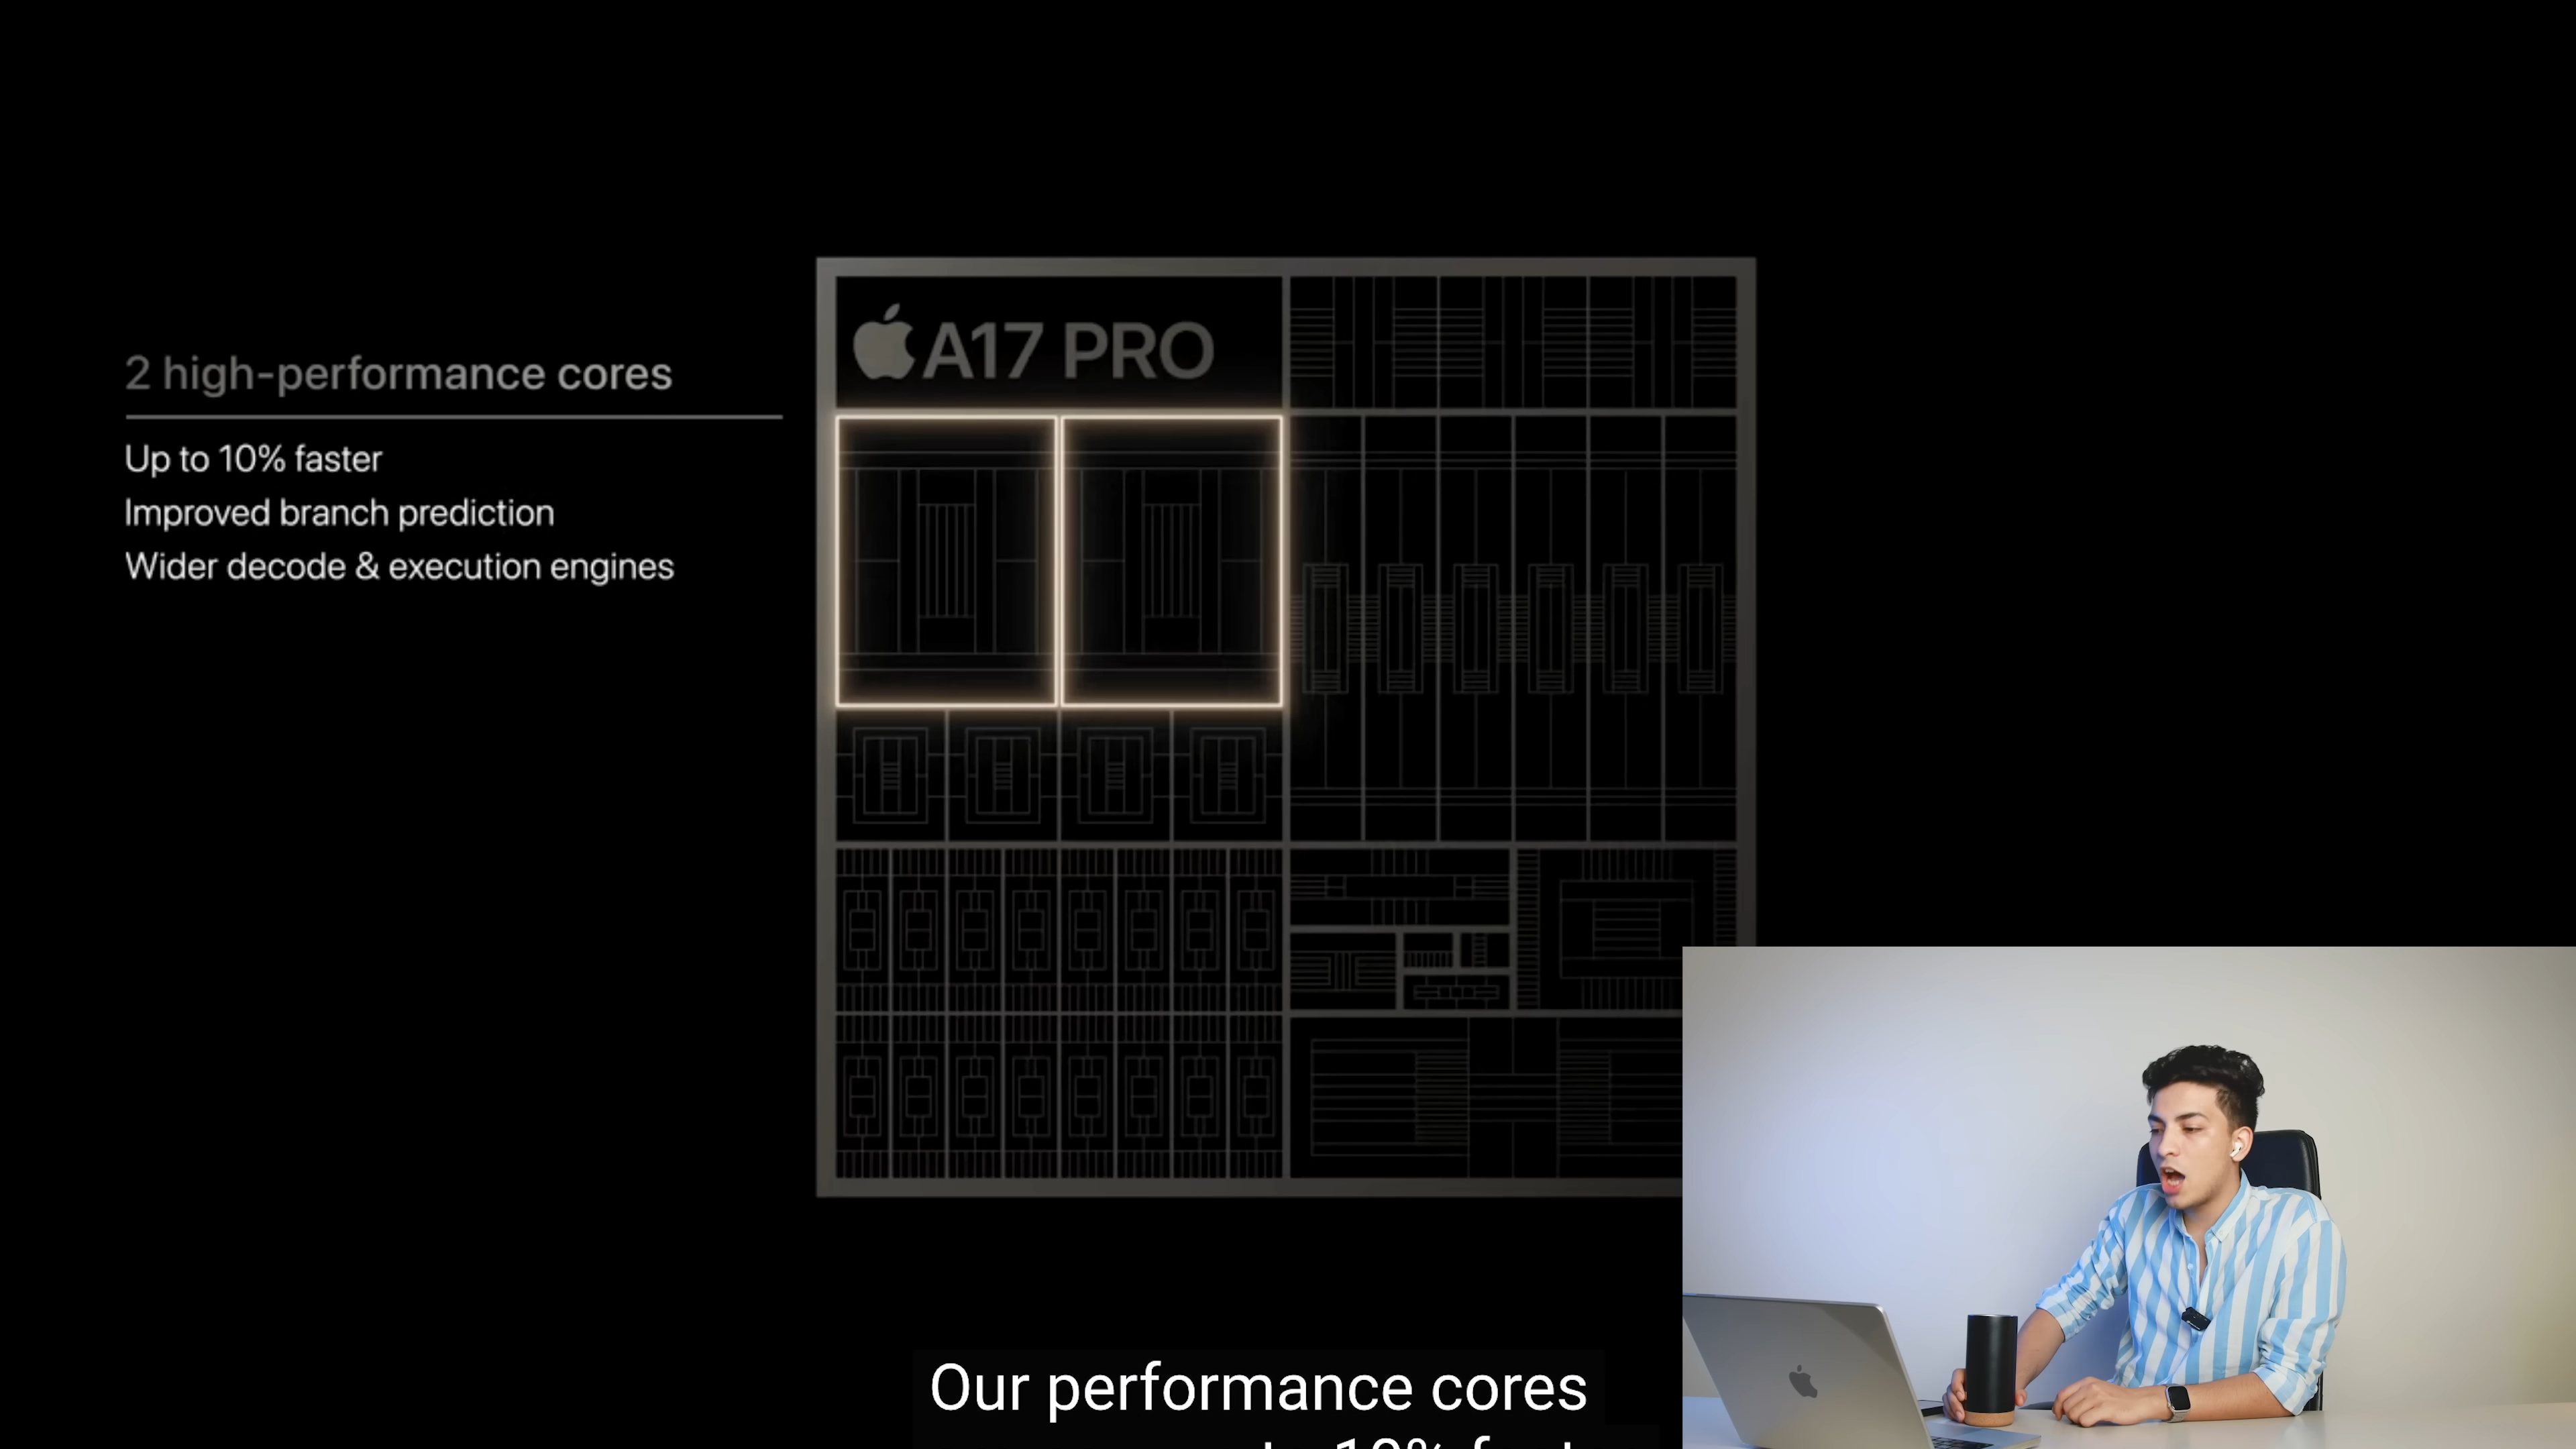 A17 PRO
2 high-performance cores
Up to 10% faster
Improved branch prediction
Wider decode & execution engines
Our performance cores